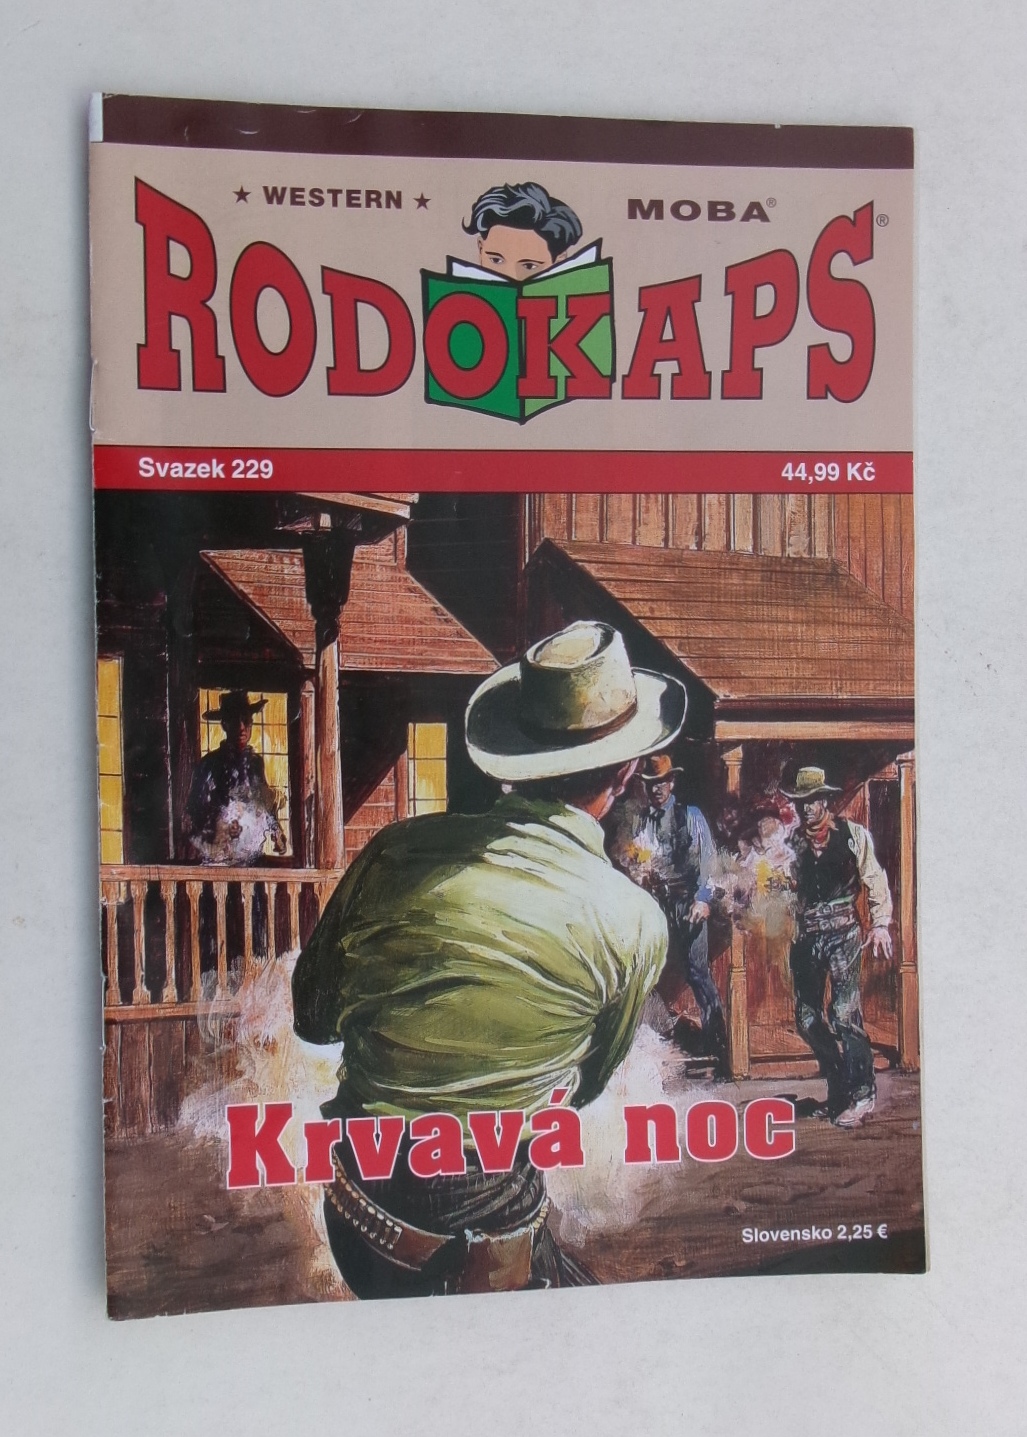 ★ WESTERN ★ MOBA®
RODOKAPS®
Svazek 229 44,99 Kč
Krvavá noc
Slovensko 2,25 €